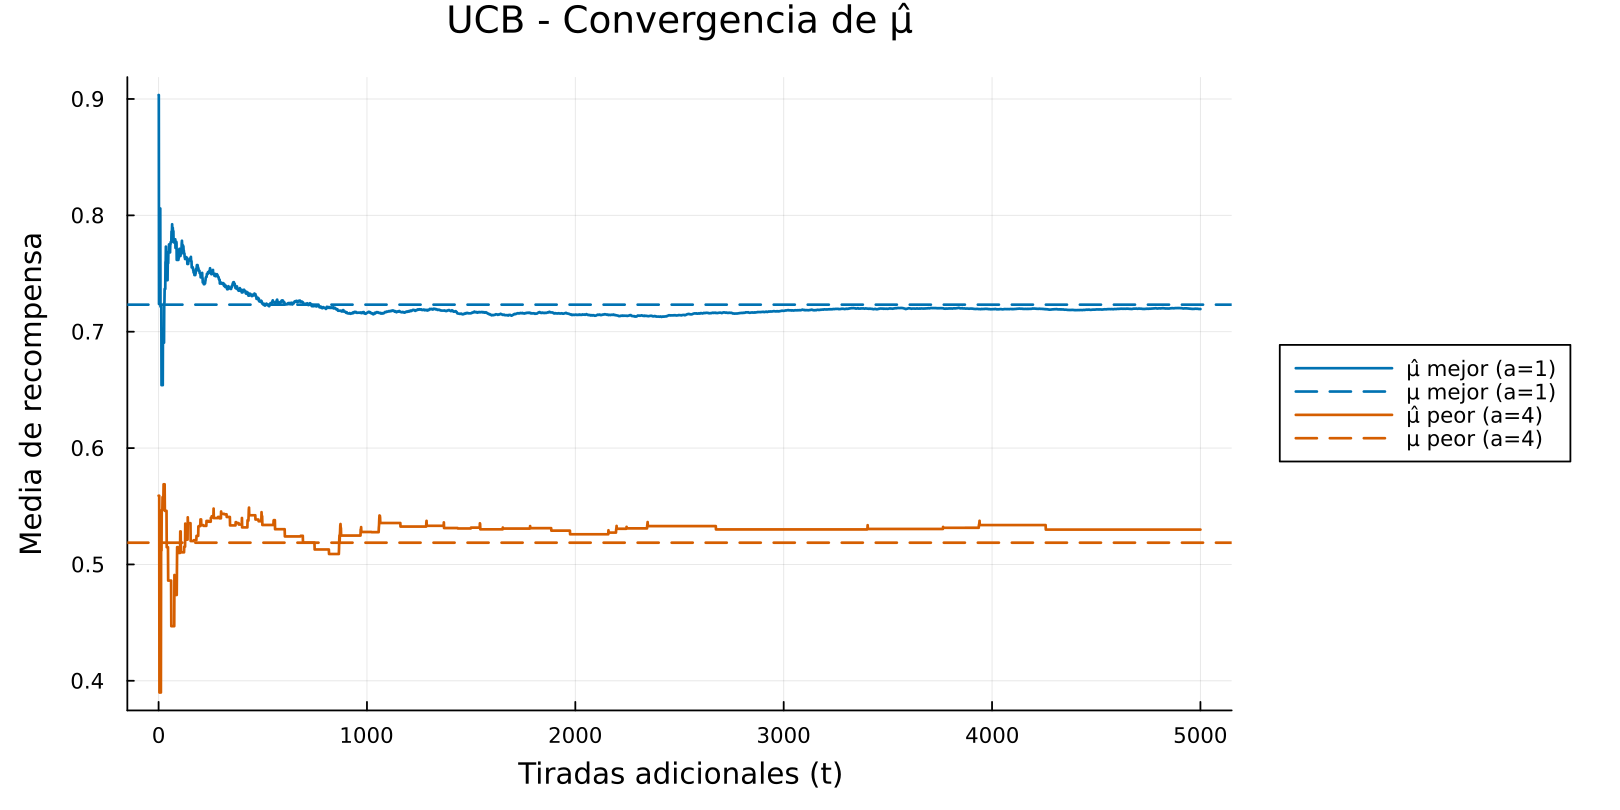 UCB - Convergencia de μ̂
Media de recompensa
0.9
0.8
0.7
0.6
0.5
0.4
0
1000
2000
3000
4000
5000
Tiradas adicionales (t)
μ̂ mejor (a=1)
μ mejor (a=1)
μ̂ peor (a=4)
μ peor (a=4)